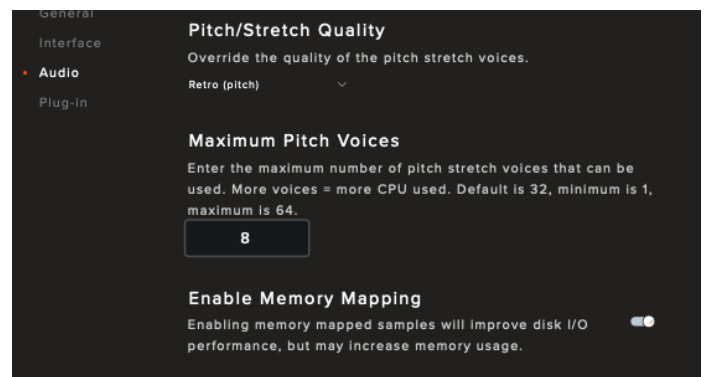 General
Interface
Audio
Plug-in
Pitch/Stretch Quality
Override the quality of the pitch stretch voices.
Retro (pitch)
Maximum Pitch Voices
Enter the maximum number of pitch stretch voices that can be
used. More voices = more CPU used. Default is 32, minimum is 1,
maximum is 64.
8
Enable Memory Mapping
Enabling memory mapped samples will improve disk I/O
performance, but may increase memory usage.